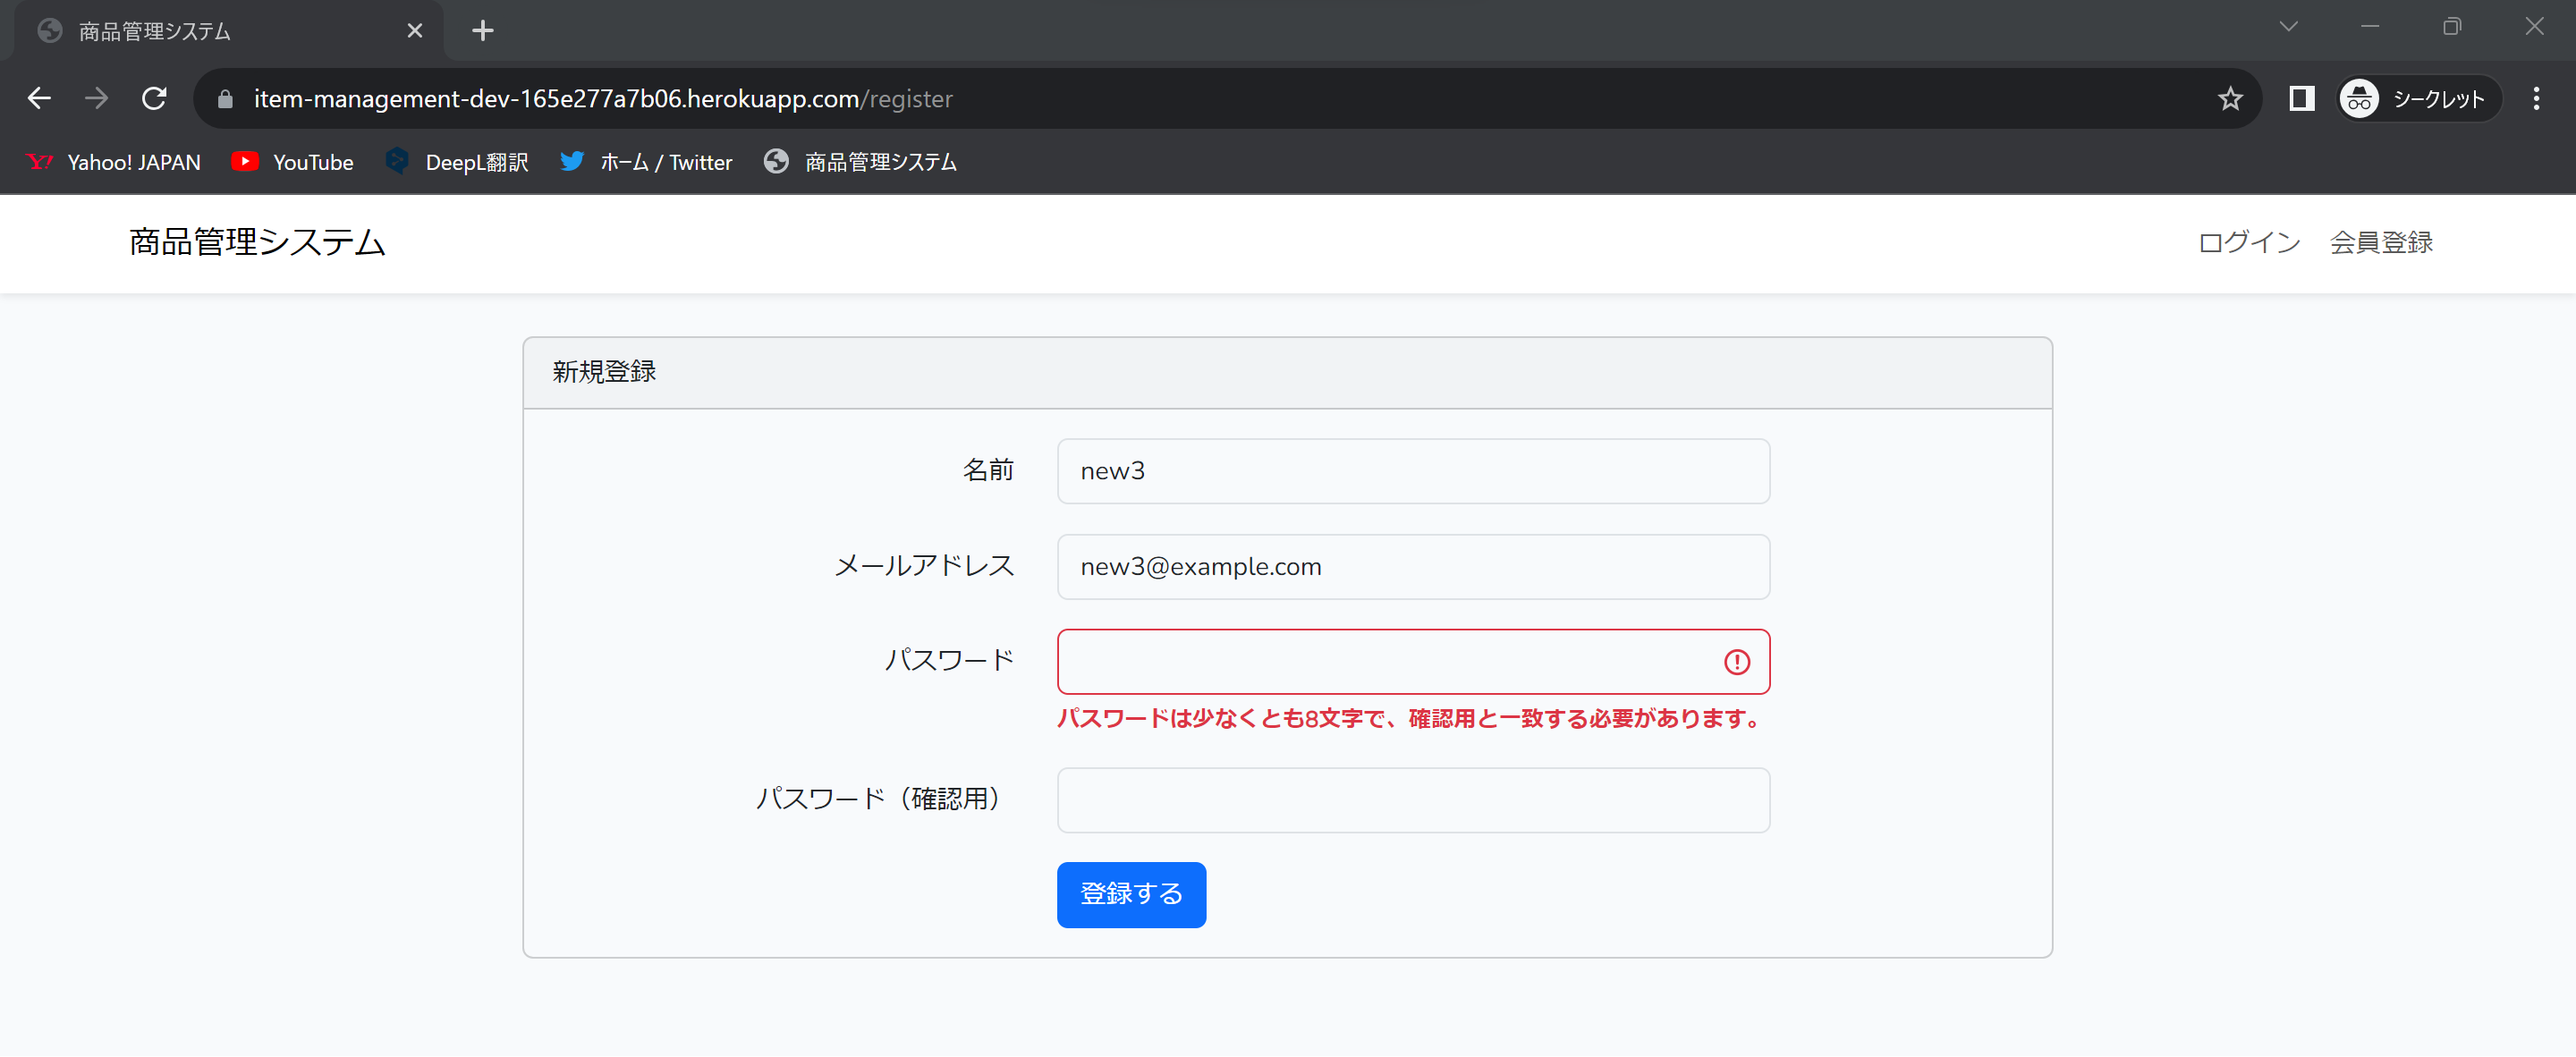 商品管理システム
item-management-dev-165e277a7b06.herokuapp.com/register
シークレット
Yahoo! JAPAN YouTube DeepL翻訳 ホーム / Twitter 商品管理システム
商品管理システム ログイン 会員登録
新規登録
名前 new3
メールアドレス new3@example.com
パスワード
パスワードは少なくとも8文字で、確認用と一致する必要があります。
パスワード（確認用）
登録する